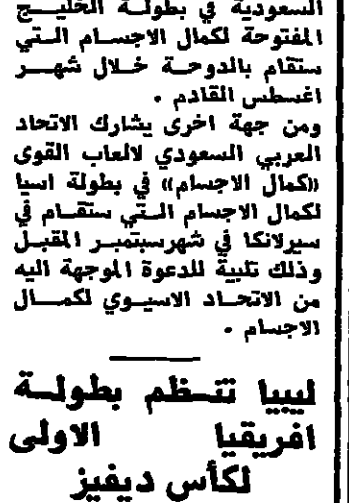 السعودية في بطولة الخليج
المفتوحة لكمال الاجسام التي
ستقام بالدوحة خلال شهر
اغسطس القادم .
ومن جهة اخرى يشارك الاتحاد
العربي السعودي لالعاب القوى
«كمال الاجسام» في بطولة اسيا
لكمال الاجسام التي ستقام في
سيرلانكا في شهر سبتمبر المقبل
وذلك تلبية للدعوة الموجهة اليه
من الاتحاد الاسيوي لكمال
الاجسام .
ليبيا تنظم بطولة
افريقيا الاولى
لكأس ديفيز